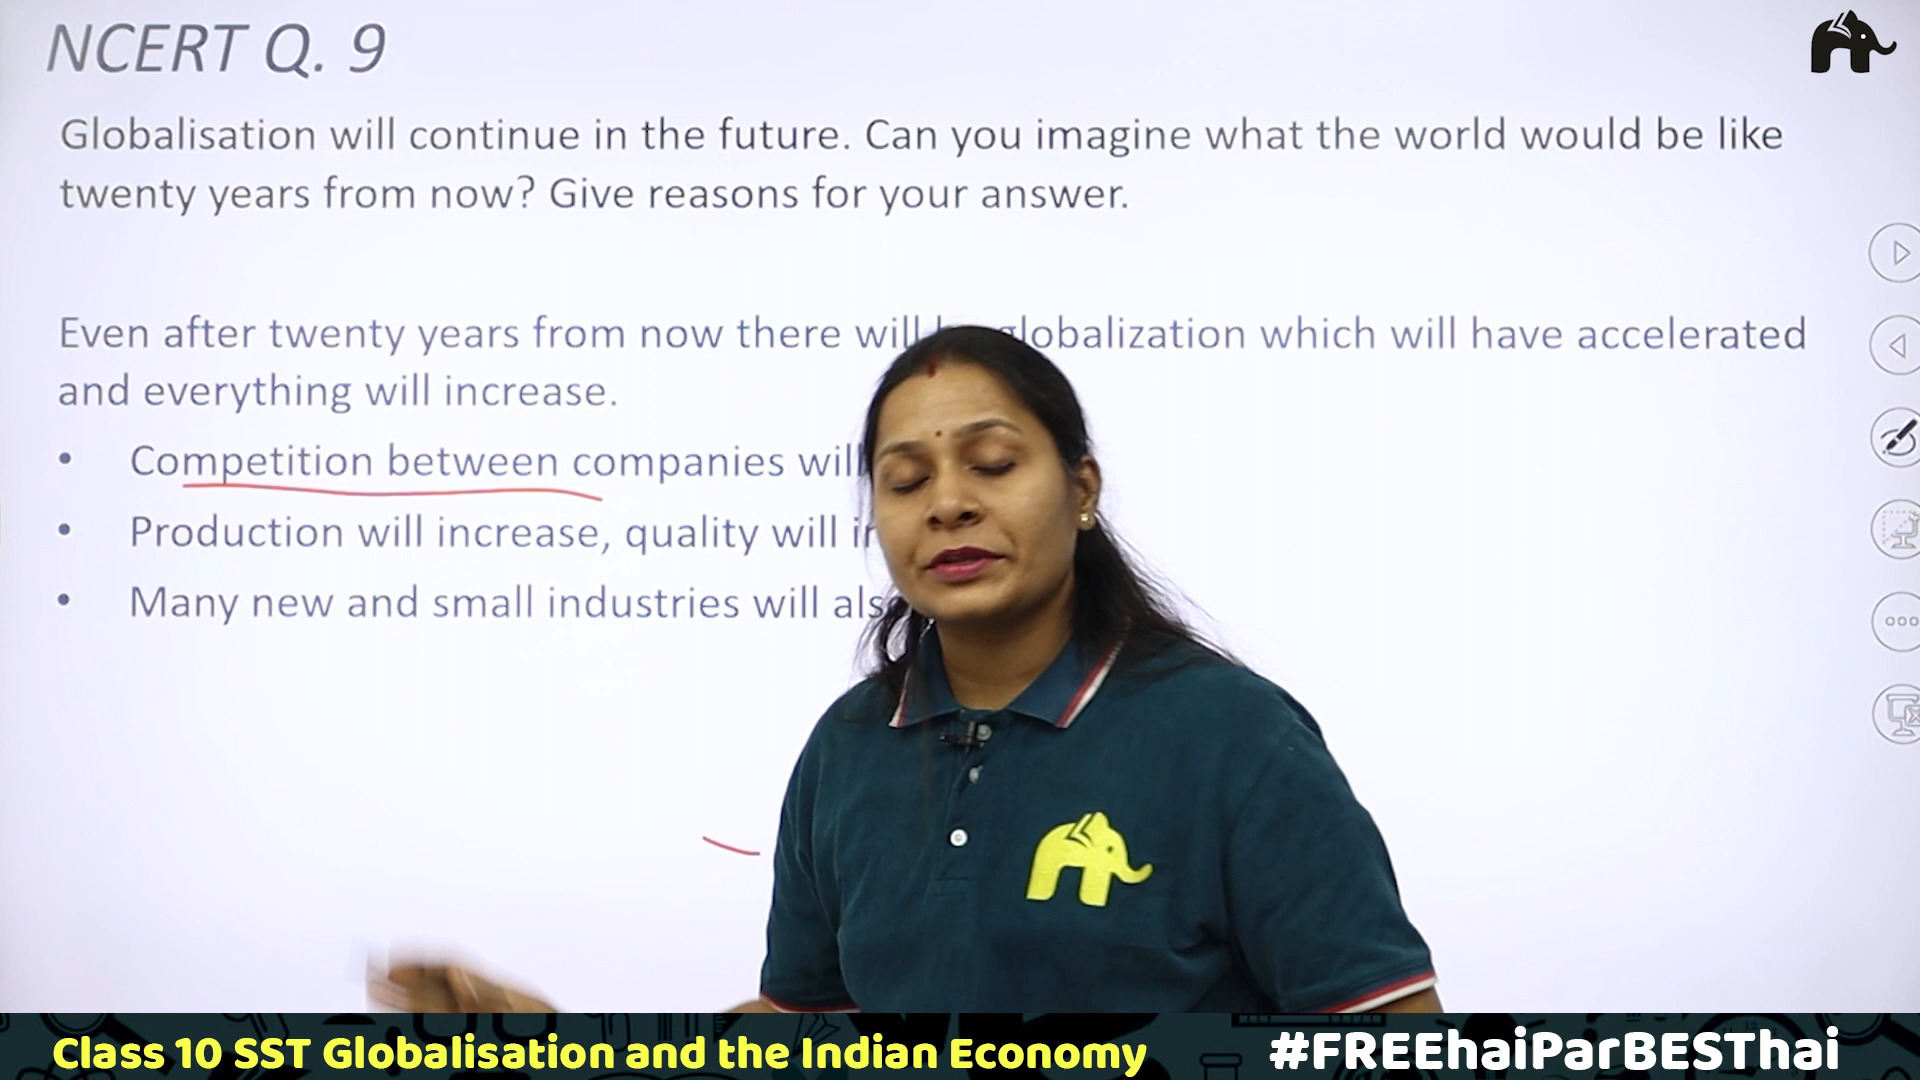 NCERT Q. 9
Globalisation will continue in the future. Can you imagine what the world would be like
twenty years from now? Give reasons for your answer.
Even after twenty years from now there will globalization which will have accelerated
and everything will increase.
• Competition between companies will
• Production will increase, quality will
• Many new and small industries will also
Class 10 SST Globalisation and the Indian Economy
#FREEhaiParBESThai